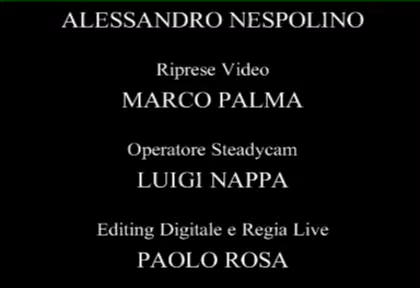 ALESSANDRO NESPOLINO
Riprese Video
MARCO PALMA
Operatore Steadycam
LUIGI NAPPA
Editing Digitale e Regia Live
PAOLO ROSA